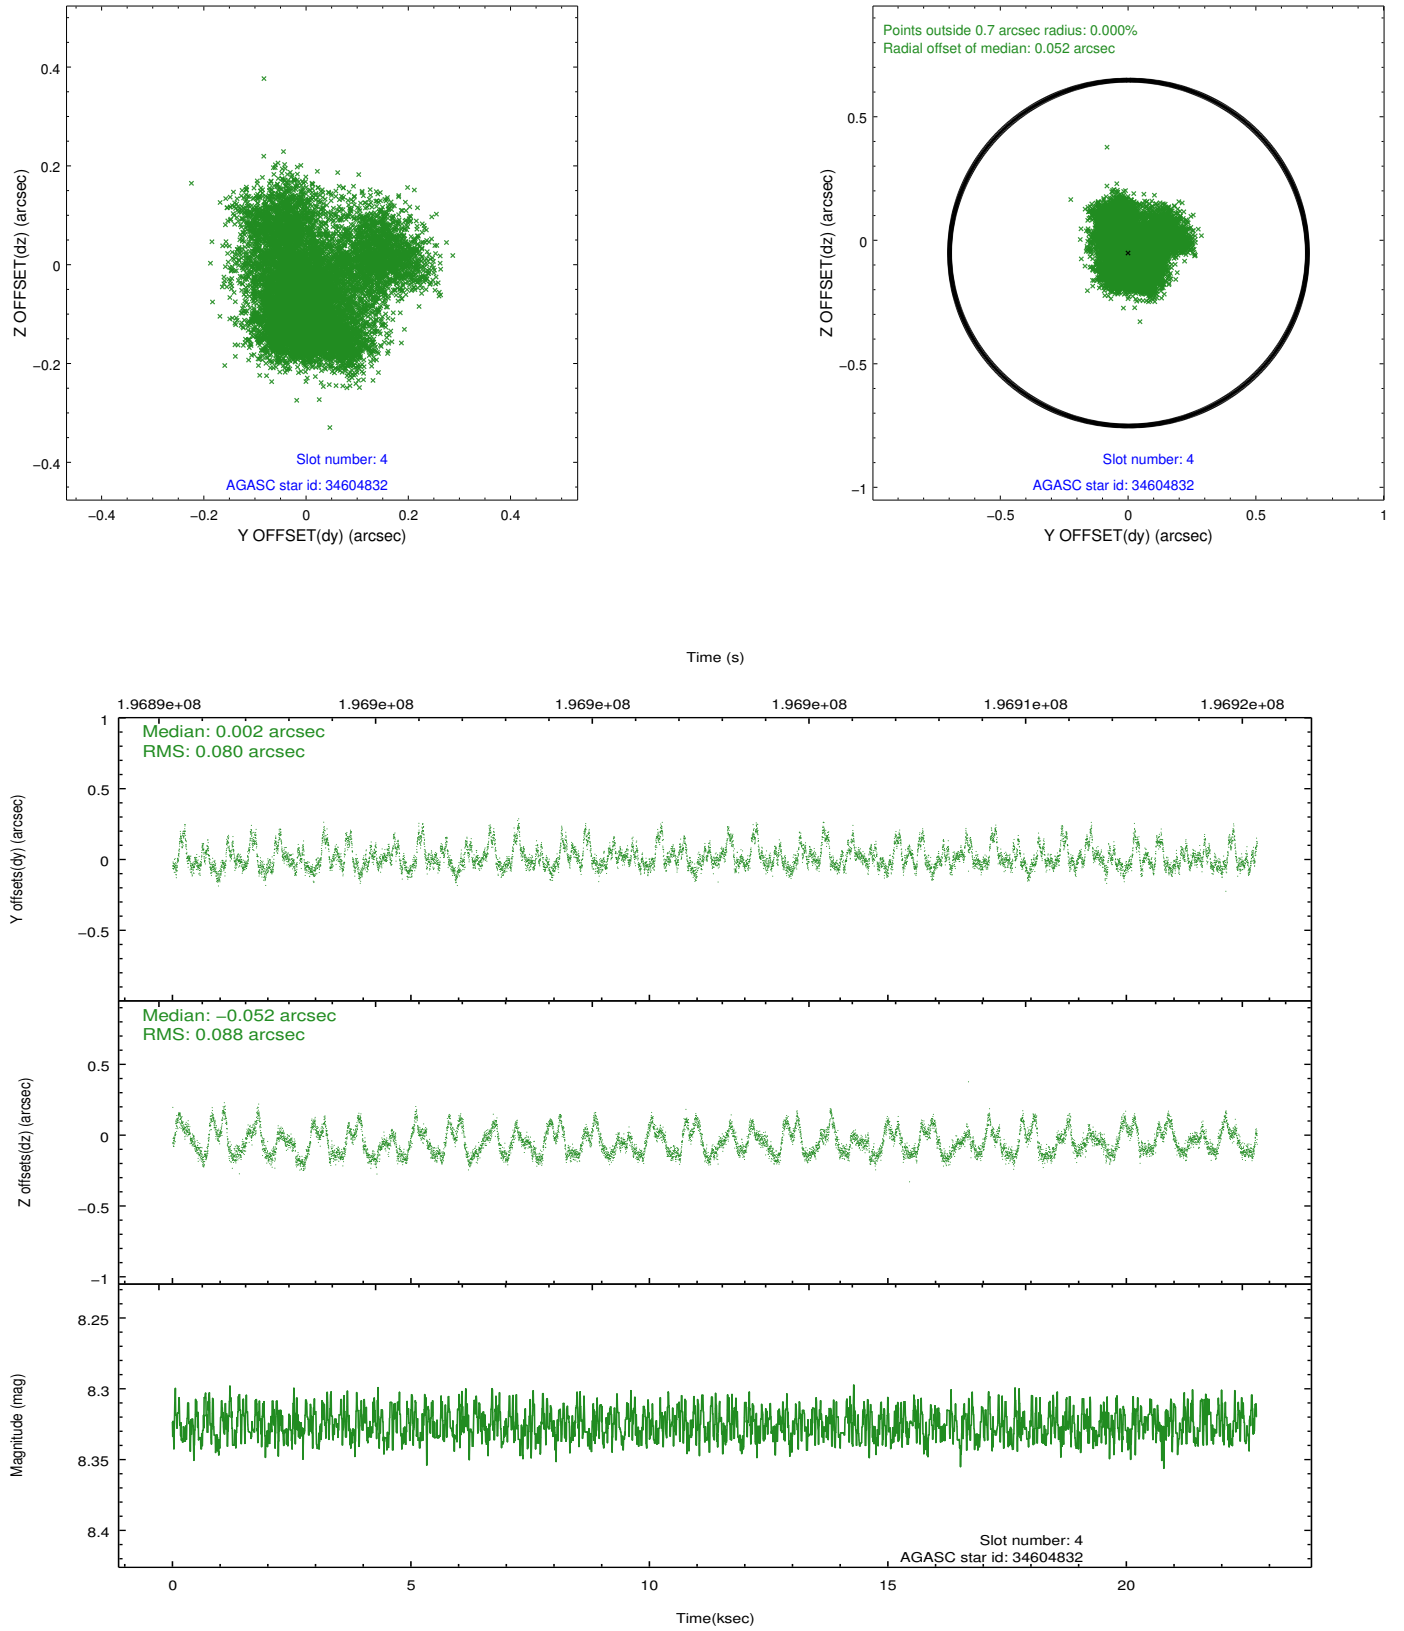 0.4
0.2
0
−0.2
−0.4
Z OFFSET(dz) (arcsec)
Slot number: 4
AGASC star id: 34604832
−0.4 −0.2 0 0.2 0.4
Y OFFSET(dy) (arcsec)
Points outside 0.7 arcsec radius: 0.000%
Radial offset of median: 0.052 arcsec
0.5
0
−0.5
−1
Z OFFSET(dz) (arcsec)
Slot number: 4
AGASC star id: 34604832
−0.5 0 0.5 1
Y OFFSET(dy) (arcsec)
Time (s)
1.9689e+08 1.969e+08 1.969e+08 1.969e+08 1.9691e+08 1.9692e+08
Median: 0.002 arcsec
RMS: 0.080 arcsec
1
0.5
0
−0.5
Y offsets(dy) (arcsec)
Median: −0.052 arcsec
RMS: 0.088 arcsec
0.5
0
−0.5
−1
Z offsets(dz) (arcsec)
8.25
8.3
8.35
8.4
Magnitude (mag)
Slot number: 4
AGASC star id: 34604832
0 5 10 15 20
Time(ksec)